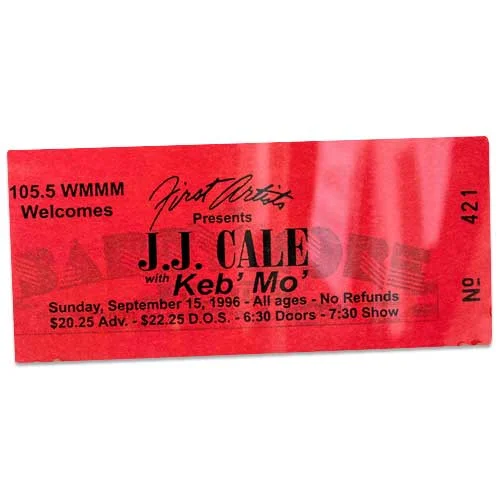 105.5 WMMM
Welcomes
First Artists
Presents
J.J. CALE
with Keb' Mo'
Sunday, September 15, 1996 - All ages - No Refunds
$20.25 Adv. - $22.25 D.O.S. - 6:30 Doors - 7:30 Show
No 421